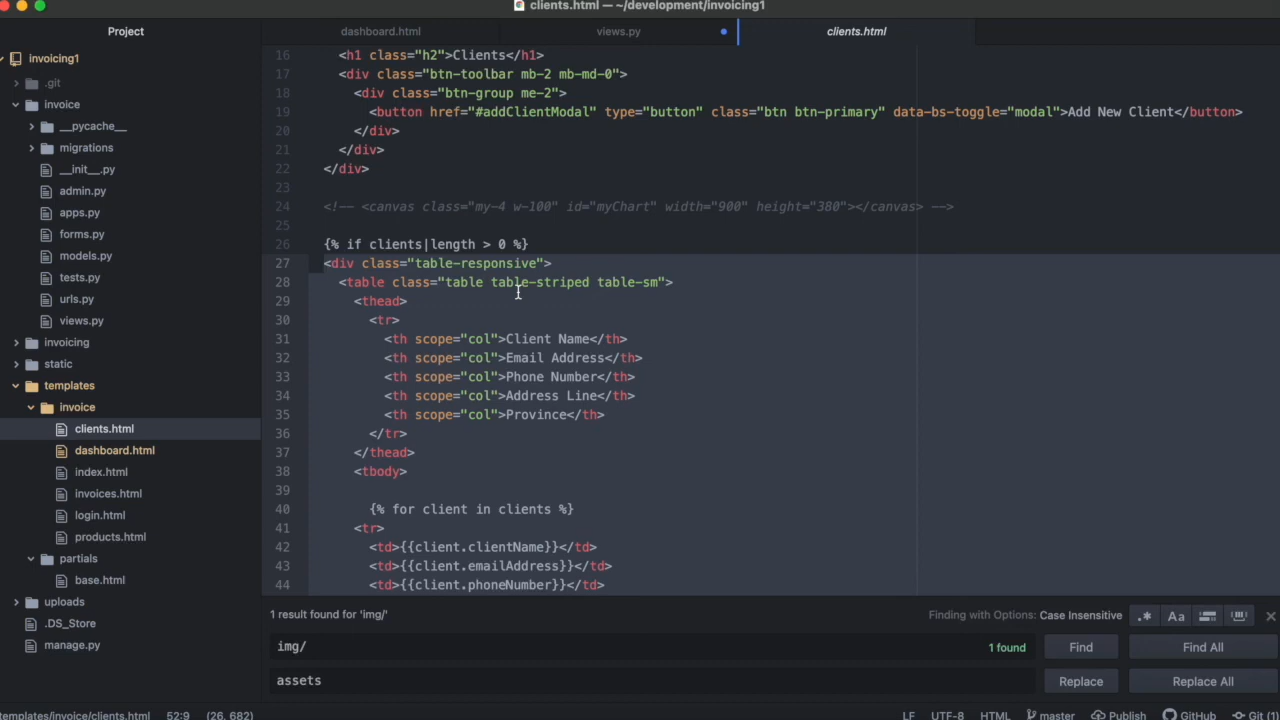 clients.html — ~/development/invoicing1
Project
dashboard.html
views.py
clients.html
invoicing1
.git
invoice
__pycache__
migrations
__init__.py
admin.py
apps.py
forms.py
models.py
tests.py
urls.py
views.py
invoicing
static
templates
invoice
clients.html
dashboard.html
index.html
invoices.html
login.html
products.html
partials
base.html
uploads
.DS_Store
manage.py
16 <h1 class="h2">Clients</h1>
17 <div class="btn-toolbar mb-2 mb-md-0">
18 <div class="btn-group me-2">
19 <button href="#addClientModal" type="button" class="btn btn-primary" data-bs-toggle="modal">Add New Client</button>
20 </div>
21 </div>
22 </div>
23
24 <!-- <canvas class="my-4 w-100" id="myChart" width="900" height="380"></canvas> -->
25
26 {% if clients|length > 0 %}
27 <div class="table-responsive">
28 <table class="table table-striped table-sm">
29 <thead>
30 <tr>
31 <th scope="col">Client Name</th>
32 <th scope="col">Email Address</th>
33 <th scope="col">Phone Number</th>
34 <th scope="col">Address Line</th>
35 <th scope="col">Province</th>
36 </tr>
37 </thead>
38 <tbody>
39
40 {% for client in clients %}
41 <tr>
42 <td>{{client.clientName}}</td>
43 <td>{{client.emailAddress}}</td>
44 <td>{{client.phoneNumber}}</td>
1 result found for 'img/'
Finding with Options: Case Insensitive
.*
Aa
img/
1 found
Find
Find All
assets
Replace
Replace All
templates/invoice/clients.html 52:9 (26, 682)
LF UTF-8 HTML master Publish GitHub Git (1)